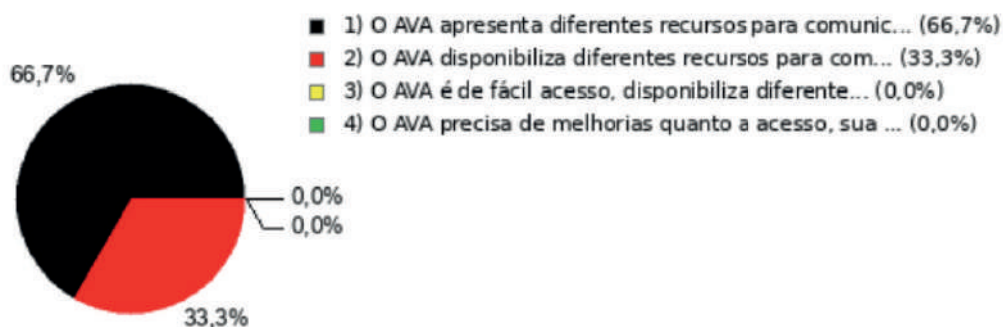 1) O AVA apresenta diferentes recursos para comunic... (66,7%)
2) O AVA disponibiliza diferentes recursos para com... (33,3%)
3) O AVA é de fácil acesso, disponibiliza diferente... (0,0%)
4) O AVA precisa de melhorias quanto a acesso, sua ... (0,0%)
66,7%
0,0%
0,0%
33,3%